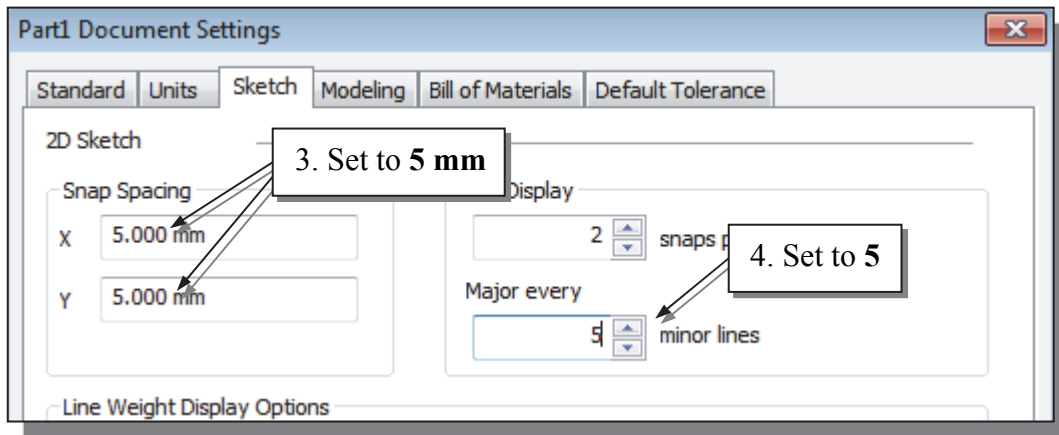 Part1 Document Settings
Standard Units Sketch Modeling Bill of Materials Default Tolerance
2D Sketch
3. Set to 5 mm
Snap Spacing
Display
X 5.000 mm
2 snaps
4. Set to 5
Y 5.000 mm
Major every
5 minor lines
Line Weight Display Options